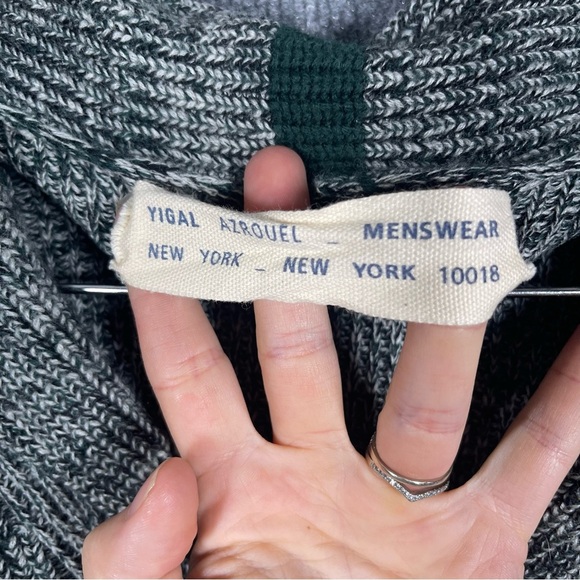 YIGAL AZROUEL – MENSWEAR
NEW YORK – NEW YORK 10018